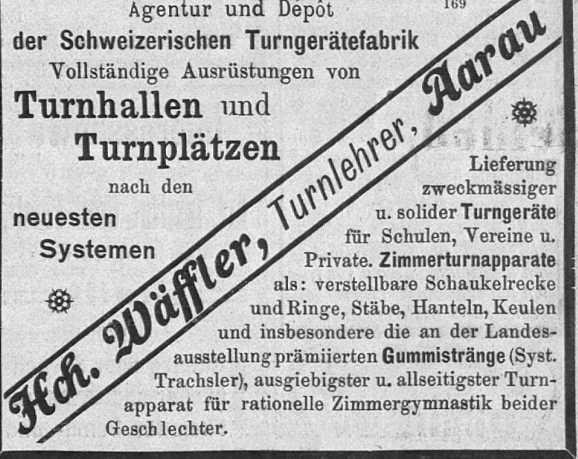 Agentur und Depôt
169
der Schweizerischen Turngerätefabrik
Vollständige Ausrüstungen von
Turnhallen und
Turnplätzen
nach den
neuesten
Systemen
Hch. Wäffler, Turnlehrer, Aarau
Lieferung
zweckmässiger
u. solider Turngeräte
für Schulen, Vereine u.
Private. Zimmerturnapparate
als: verstellbare Schaukelrecke
und Ringe, Stäbe, Hanteln, Keulen
und insbesondere die an der Landes-
ausstellung prämiierten Gummistränge (Syst.
Trachsler), ausgiebigster u. allseitigster Turn-
apparat für rationelle Zimmergymnastik beider
Geschlechter.